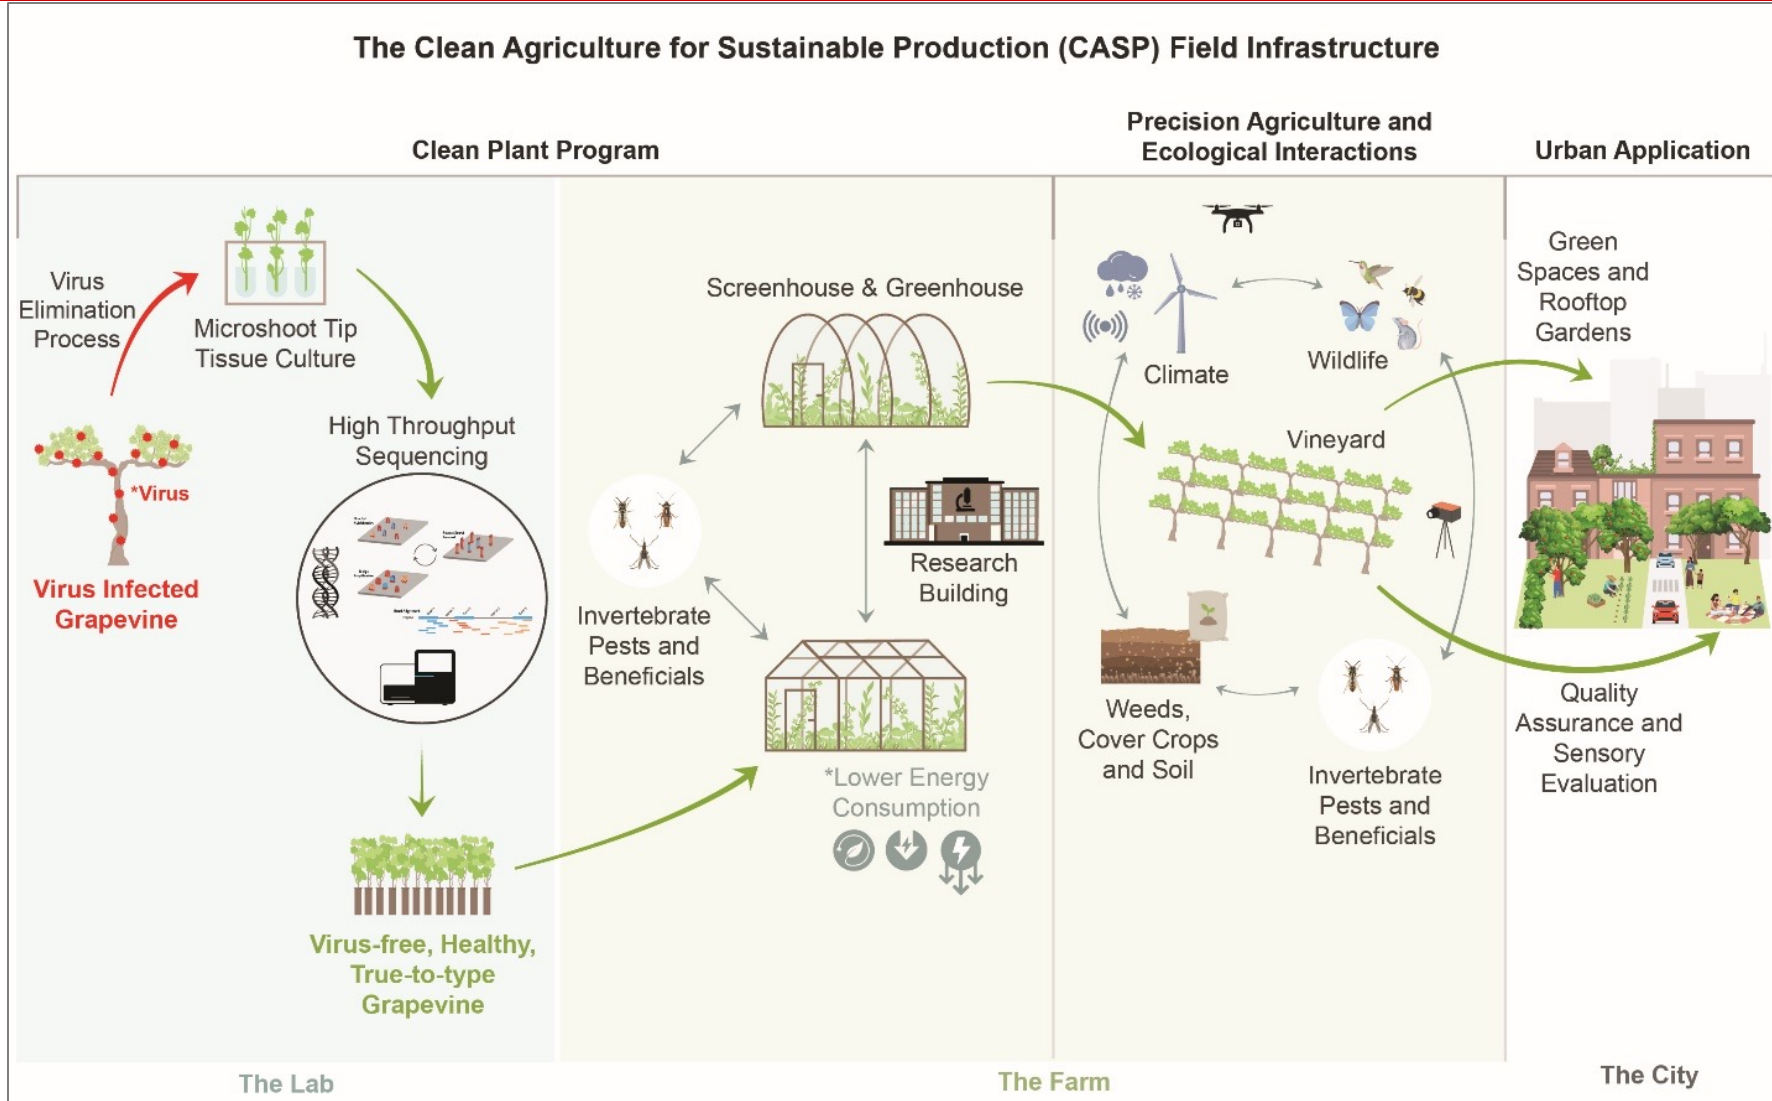 The Clean Agriculture for Sustainable Production (CASP) Field Infrastructure
Clean Plant Program
Precision Agriculture and
Ecological Interactions
Urban Application
Virus
Elimination
Process
Microshoot Tip
Tissue Culture
High Throughput
Sequencing
*Virus
Virus Infected
Grapevine
Virus-free, Healthy,
True-to-type
Grapevine
Screenhouse & Greenhouse
Invertebrate
Pests and
Beneficials
Research
Building
*Lower Energy
Consumption
Climate
Wildlife
Vineyard
Weeds,
Cover Crops
and Soil
Invertebrate
Pests and
Beneficials
Green
Spaces and
Rooftop
Gardens
Quality
Assurance and
Sensory
Evaluation
The Lab
The Farm
The City